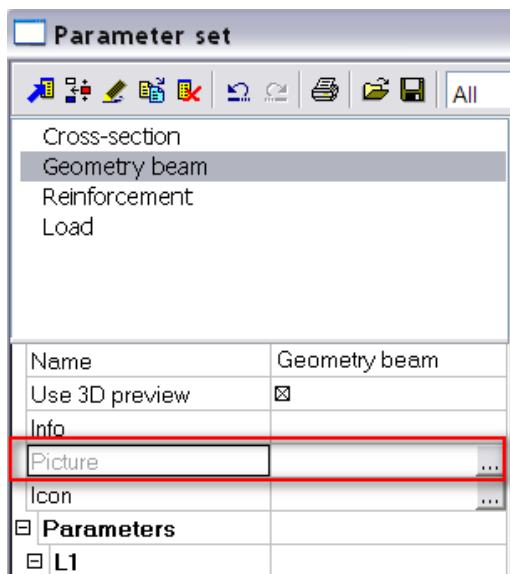 Parameter set
All
Cross-section
Geometry beam
Reinforcement
Load
Name Geometry beam
Use 3D preview
Info
Picture ...
Icon ...
Parameters
L1